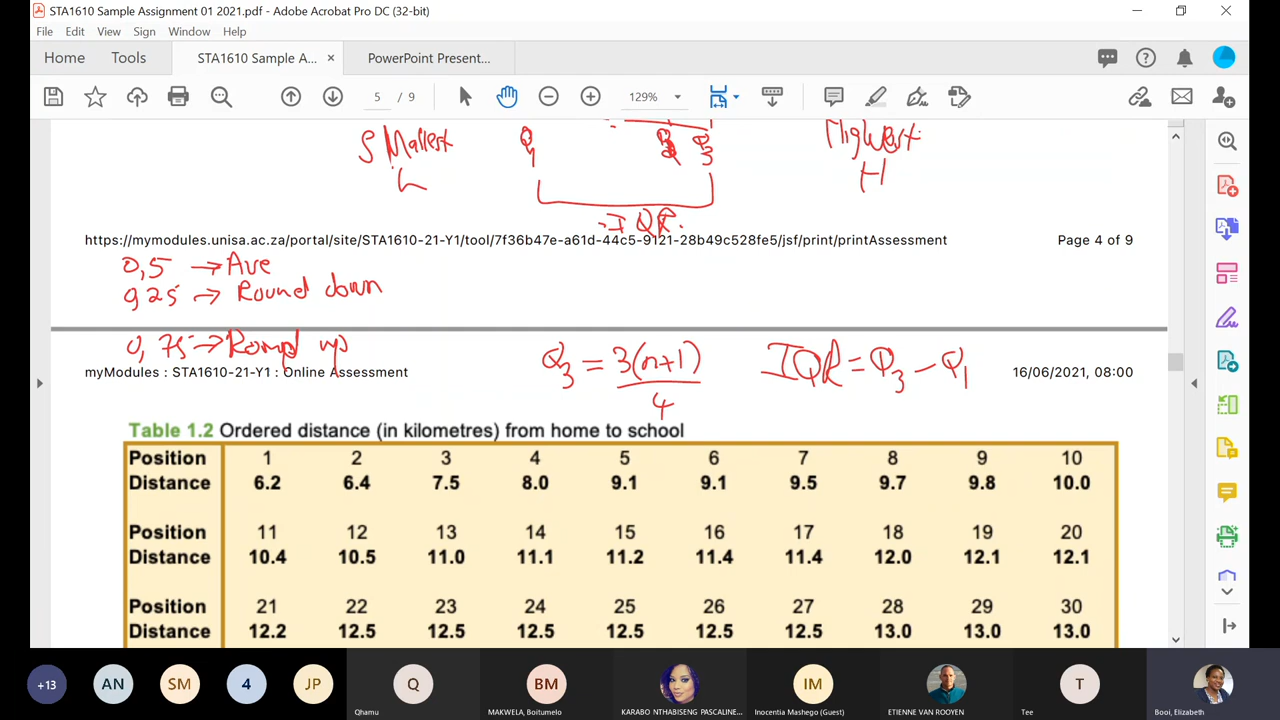 STA1610 Sample Assignment 01 2021.pdf - Adobe Acrobat Pro DC (32-bit)
File Edit View Sign Window Help
Home Tools STA1610 Sample A... × PowerPoint Present...
5 / 9 129%
Smallest Q1 Q3 Highest
L H
IQR.
https://mymodules.unisa.ac.za/portal/site/STA1610-21-Y1/tool/7f36b47e-a61d-44c5-9121-28b49c528fe5/jsf/print/printAssessment Page 4 of 9
0,5 → Ave
0,25 → Round down
0,75 → Round up
Q3 = 3(n+1)/4 IQR = Q3 - Q1
myModules : STA1610-21-Y1 : Online Assessment 16/06/2021, 08:00
Table 1.2 Ordered distance (in kilometres) from home to school
Position 1 2 3 4 5 6 7 8 9 10
Distance 6.2 6.4 7.5 8.0 9.1 9.1 9.5 9.7 9.8 10.0
Position 11 12 13 14 15 16 17 18 19 20
Distance 10.4 10.5 11.0 11.1 11.2 11.4 11.4 12.0 12.1 12.1
Position 21 22 23 24 25 26 27 28 29 30
Distance 12.2 12.5 12.5 12.5 12.5 12.5 12.5 13.0 13.0 13.0
+13 AN SM 4 JP Q BM IM T
Qhamu MAKWELA, Boitumelo KARABO NTHABISENG PASCALINE... Inocentia Mashego (Guest) ETIENNE VAN ROOYEN Tee Booi, Elizabeth